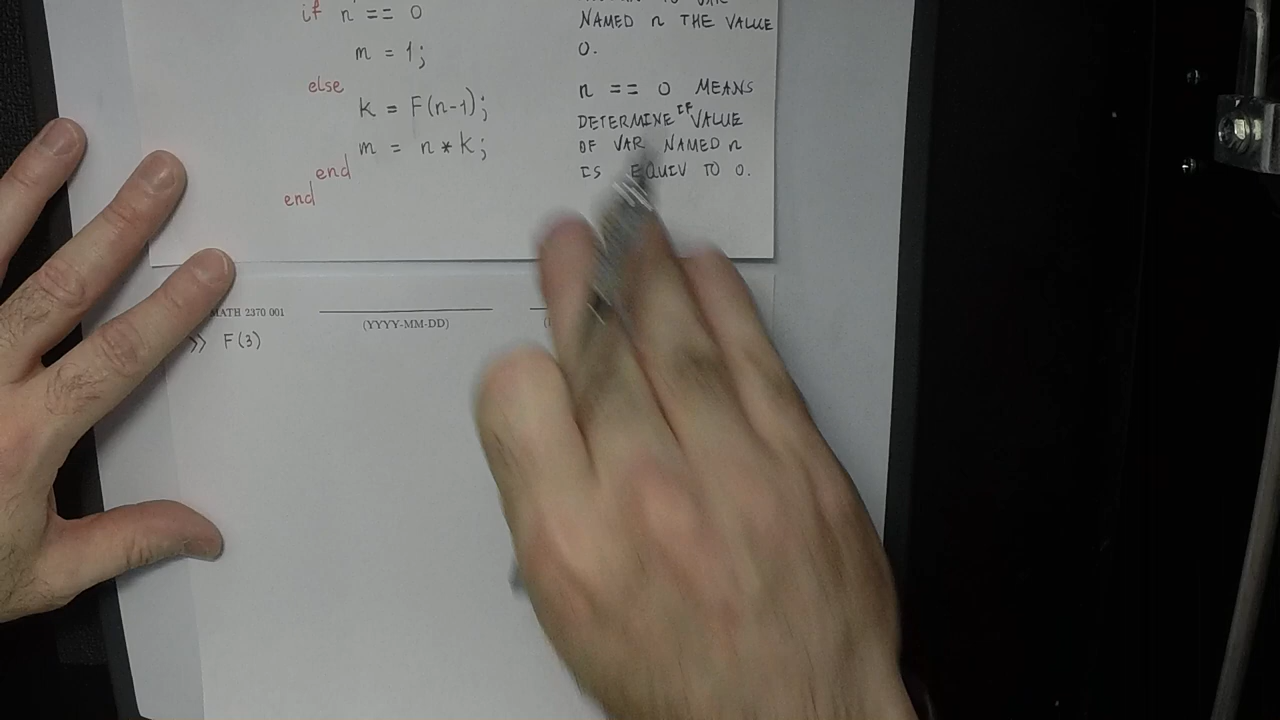 if n == 0
m = 1;
else
k = F(n-1);
m = n*k;
end
end
NAMED n THE VALUE
0.
n == 0 MEANS
DETERMINE IF VALUE
OF VAR NAMED n
IS EQUIV TO 0.
MATH 2370 001
(YYYY-MM-DD)
>> F(3)